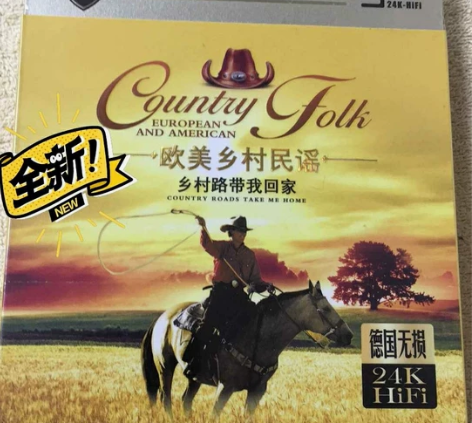 24K-HiFi
Country Folk
EUROPEAN
AND AMERICAN
欧美乡村民谣
乡村路带我回家
COUNTRY ROADS TAKE ME HOME
全新!
NEW
德国无损
24K
HiFi